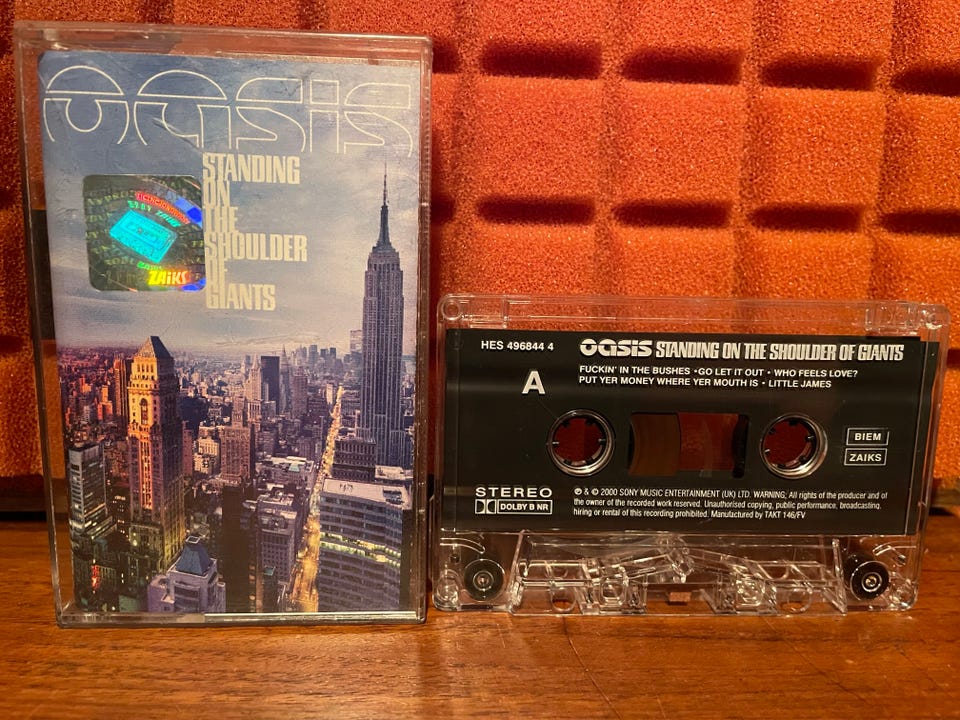 oasis
STANDING
ON
THE
SHOULDER
OF
GIANTS
ZAiKS
HES 496844 4
oasis STANDING ON THE SHOULDER OF GIANTS
A
FUCKIN' IN THE BUSHES • GO LET IT OUT • WHO FEELS LOVE?
PUT YER MONEY WHERE YER MOUTH IS • LITTLE JAMES
BIEM
ZAIKS
STEREO
DOLBY B NR
℗ & © 2000 SONY MUSIC ENTERTAINMENT (UK) LTD. WARNING; All rights of the producer and of
the owner of the recorded work reserved. Unauthorised copying, public performance, broadcasting,
hiring or rental of this recording prohibited. Manufactured by TAKT 146/FV